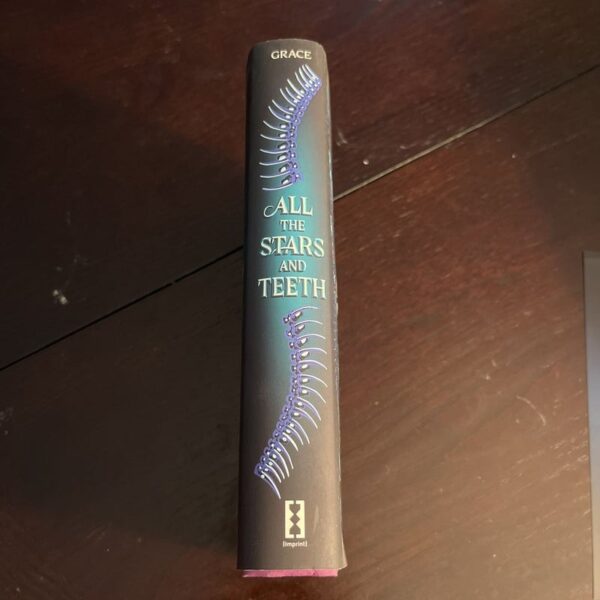 GRACE
ALL
THE
STARS
AND
TEETH
[Imprint]